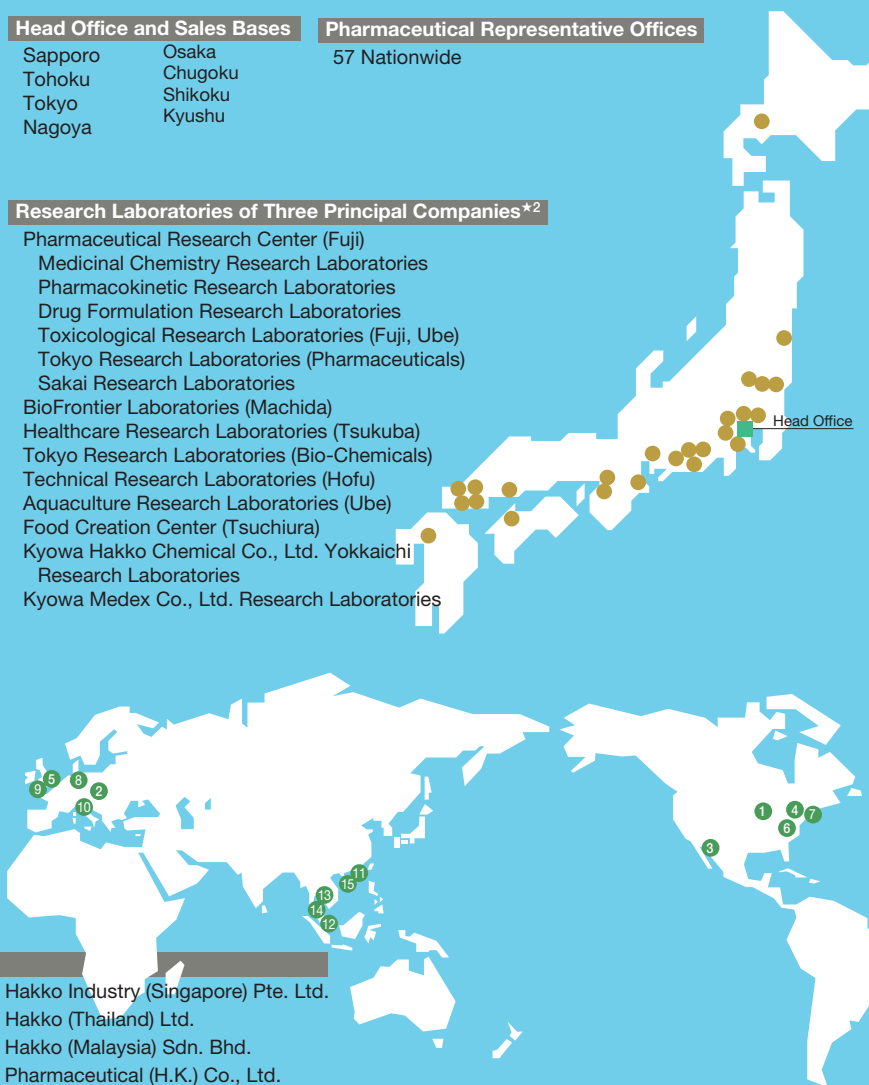 Head Office and Sales Bases
Sapporo
Tohoku
Tokyo
Nagoya
Osaka
Chugoku
Shikoku
Kyushu
Pharmaceutical Representative Offices
57 Nationwide
Research Laboratories of Three Principal Companies★2
Pharmaceutical Research Center (Fuji)
Medicinal Chemistry Research Laboratories
Pharmacokinetic Research Laboratories
Drug Formulation Research Laboratories
Toxicological Research Laboratories (Fuji, Ube)
Tokyo Research Laboratories (Pharmaceuticals)
Sakai Research Laboratories
BioFrontier Laboratories (Machida)
Healthcare Research Laboratories (Tsukuba)
Tokyo Research Laboratories (Bio-Chemicals)
Technical Research Laboratories (Hofu)
Aquaculture Research Laboratories (Ube)
Food Creation Center (Tsuchiura)
Kyowa Hakko Chemical Co., Ltd. Yokkaichi
Research Laboratories
Kyowa Medex Co., Ltd. Research Laboratories
Head Office
9
5
8
2
10
11
15
13
14
12
1
4
7
6
3
Hakko Industry (Singapore) Pte. Ltd.
Hakko (Thailand) Ltd.
Hakko (Malaysia) Sdn. Bhd.
Pharmaceutical (H.K.) Co., Ltd.